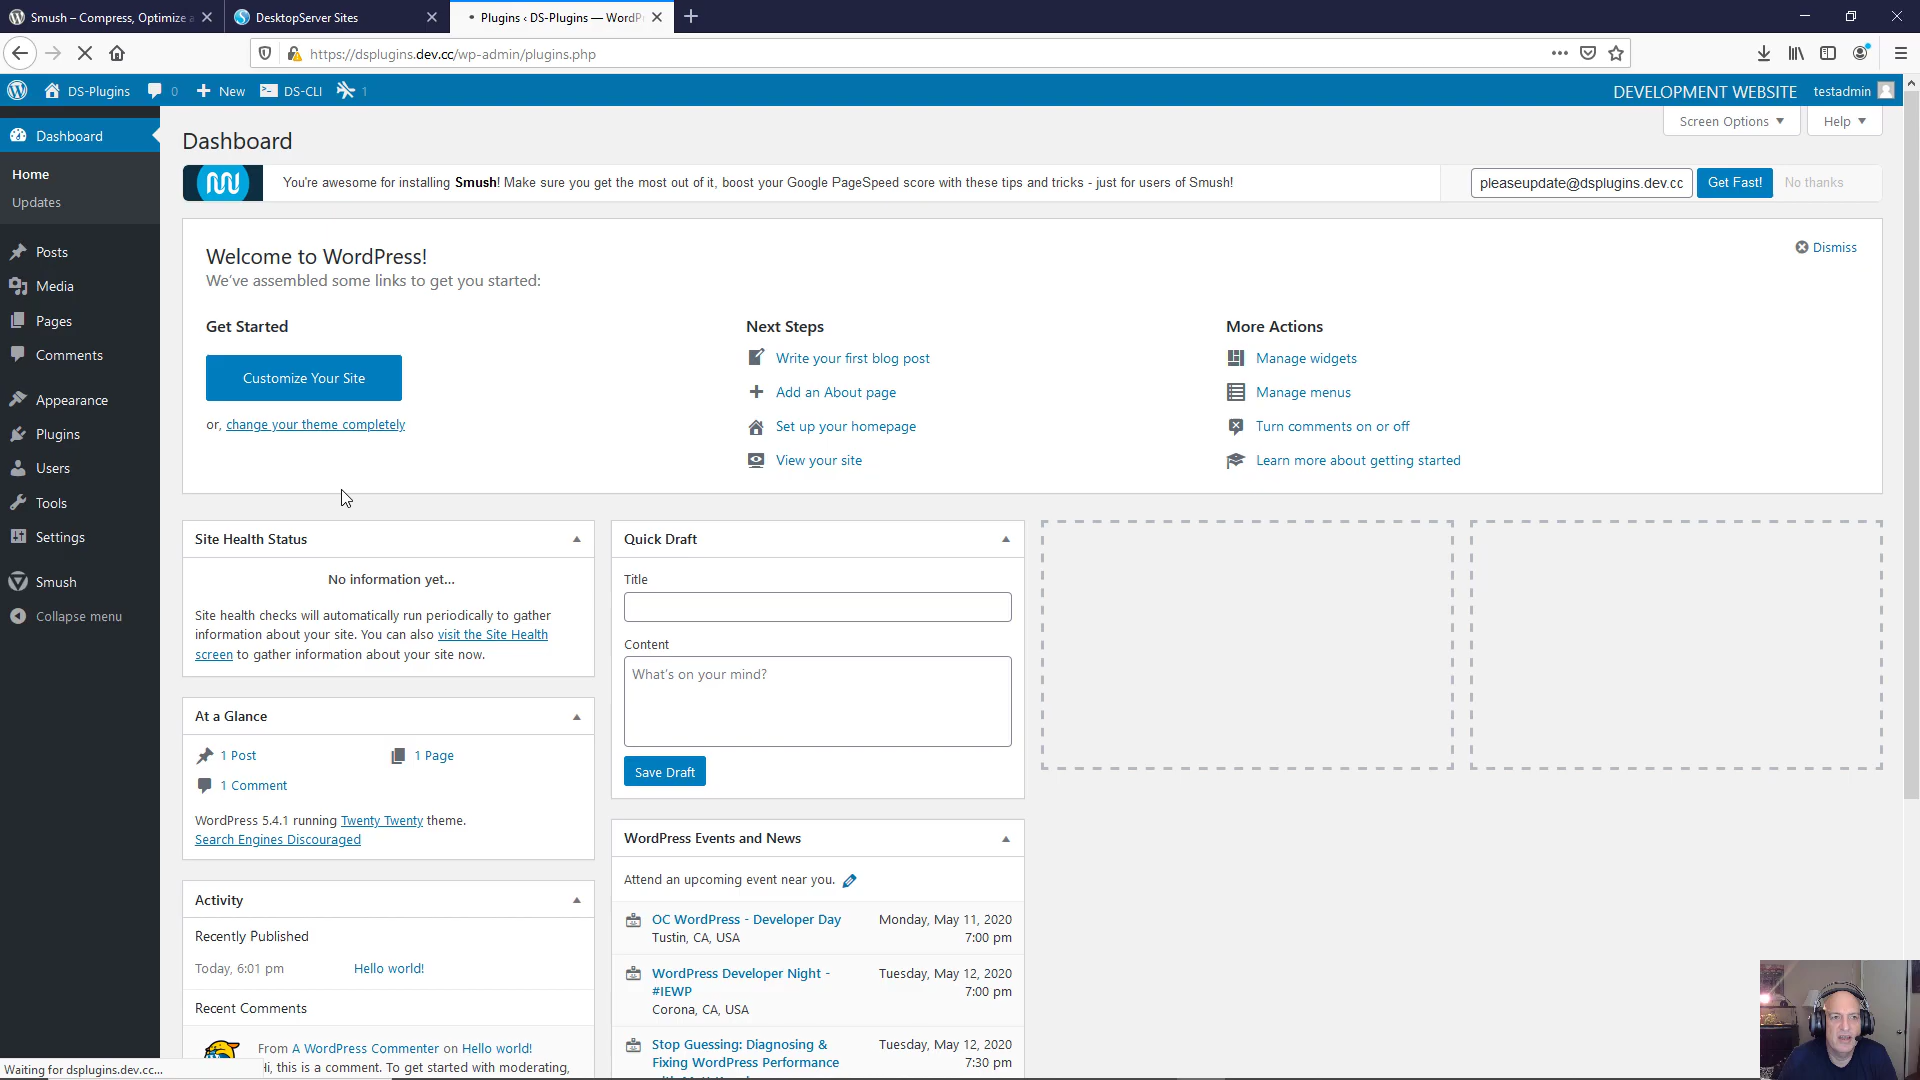 Smush – Compress, Optimize a
DesktopServer Sites
Plugins ‹ DS-Plugins — WordPr
https://dsplugins.dev.cc/wp-admin/plugins.php
DS-Plugins
0
New
DS-CLI
1
DEVELOPMENT WEBSITE
testadmin
Dashboard
Home
Updates
Posts
Media
Pages
Comments
Appearance
Plugins
Users
Tools
Settings
Smush
Collapse menu
Dashboard
Screen Options
Help
You're awesome for installing Smush! Make sure you get the most out of it, boost your Google PageSpeed score with these tips and tricks - just for users of Smush!
pleaseupdate@dsplugins.dev.cc
Get Fast!
No thanks
Welcome to WordPress!
We've assembled some links to get you started:
Dismiss
Get Started
Customize Your Site
or, change your theme completely
Next Steps
Write your first blog post
Add an About page
Set up your homepage
View your site
More Actions
Manage widgets
Manage menus
Turn comments on or off
Learn more about getting started
Site Health Status
No information yet...
Site health checks will automatically run periodically to gather
information about your site. You can also visit the Site Health
screen to gather information about your site now.
At a Glance
1 Post
1 Page
1 Comment
WordPress 5.4.1 running Twenty Twenty theme.
Search Engines Discouraged
Activity
Recently Published
Today, 6:01 pm
Hello world!
Recent Comments
From A WordPress Commenter on Hello world!
Hi, this is a comment. To get started with moderating,
Quick Draft
Title
Content
What's on your mind?
Save Draft
WordPress Events and News
Attend an upcoming event near you.
OC WordPress - Developer Day
Tustin, CA, USA
Monday, May 11, 2020
7:00 pm
WordPress Developer Night -
#IEWP
Corona, CA, USA
Tuesday, May 12, 2020
7:00 pm
Stop Guessing: Diagnosing &
Fixing WordPress Performance
Tuesday, May 12, 2020
7:30 pm
Waiting for dsplugins.dev.cc...